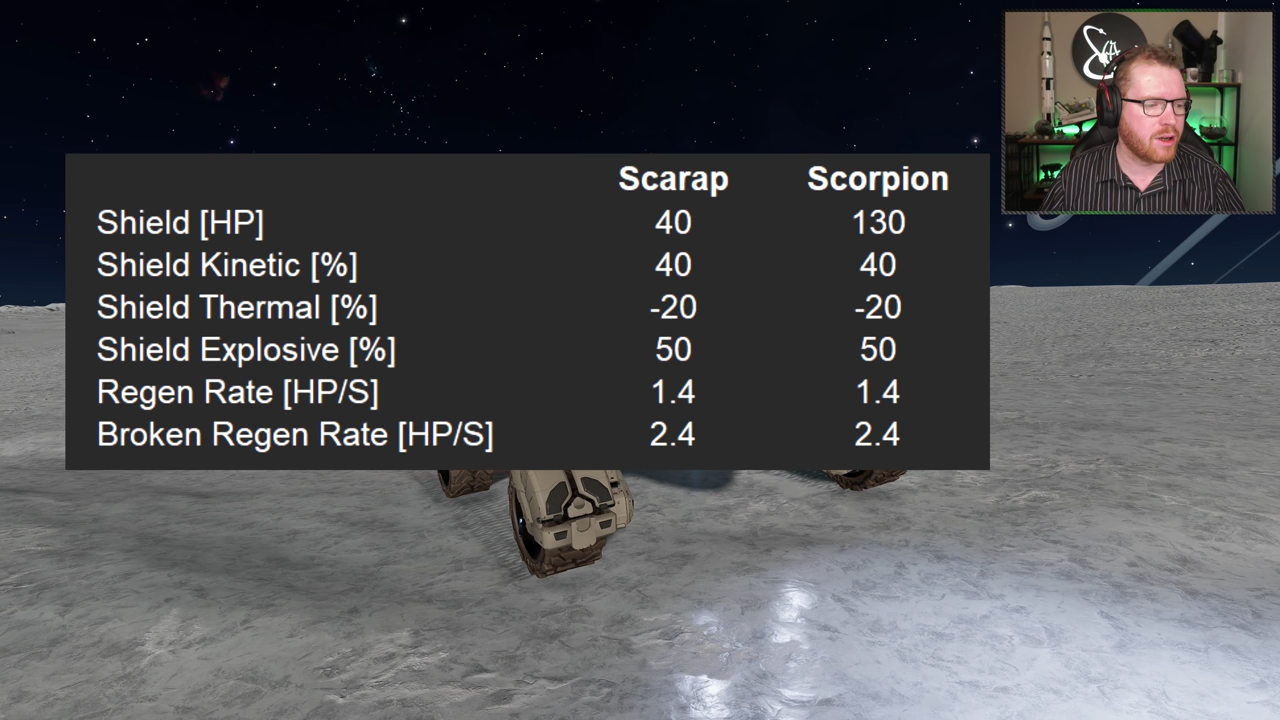 Scarap Scorpion
Shield [HP] 40 130
Shield Kinetic [%] 40 40
Shield Thermal [%] -20 -20
Shield Explosive [%] 50 50
Regen Rate [HP/S] 1.4 1.4
Broken Regen Rate [HP/S] 2.4 2.4